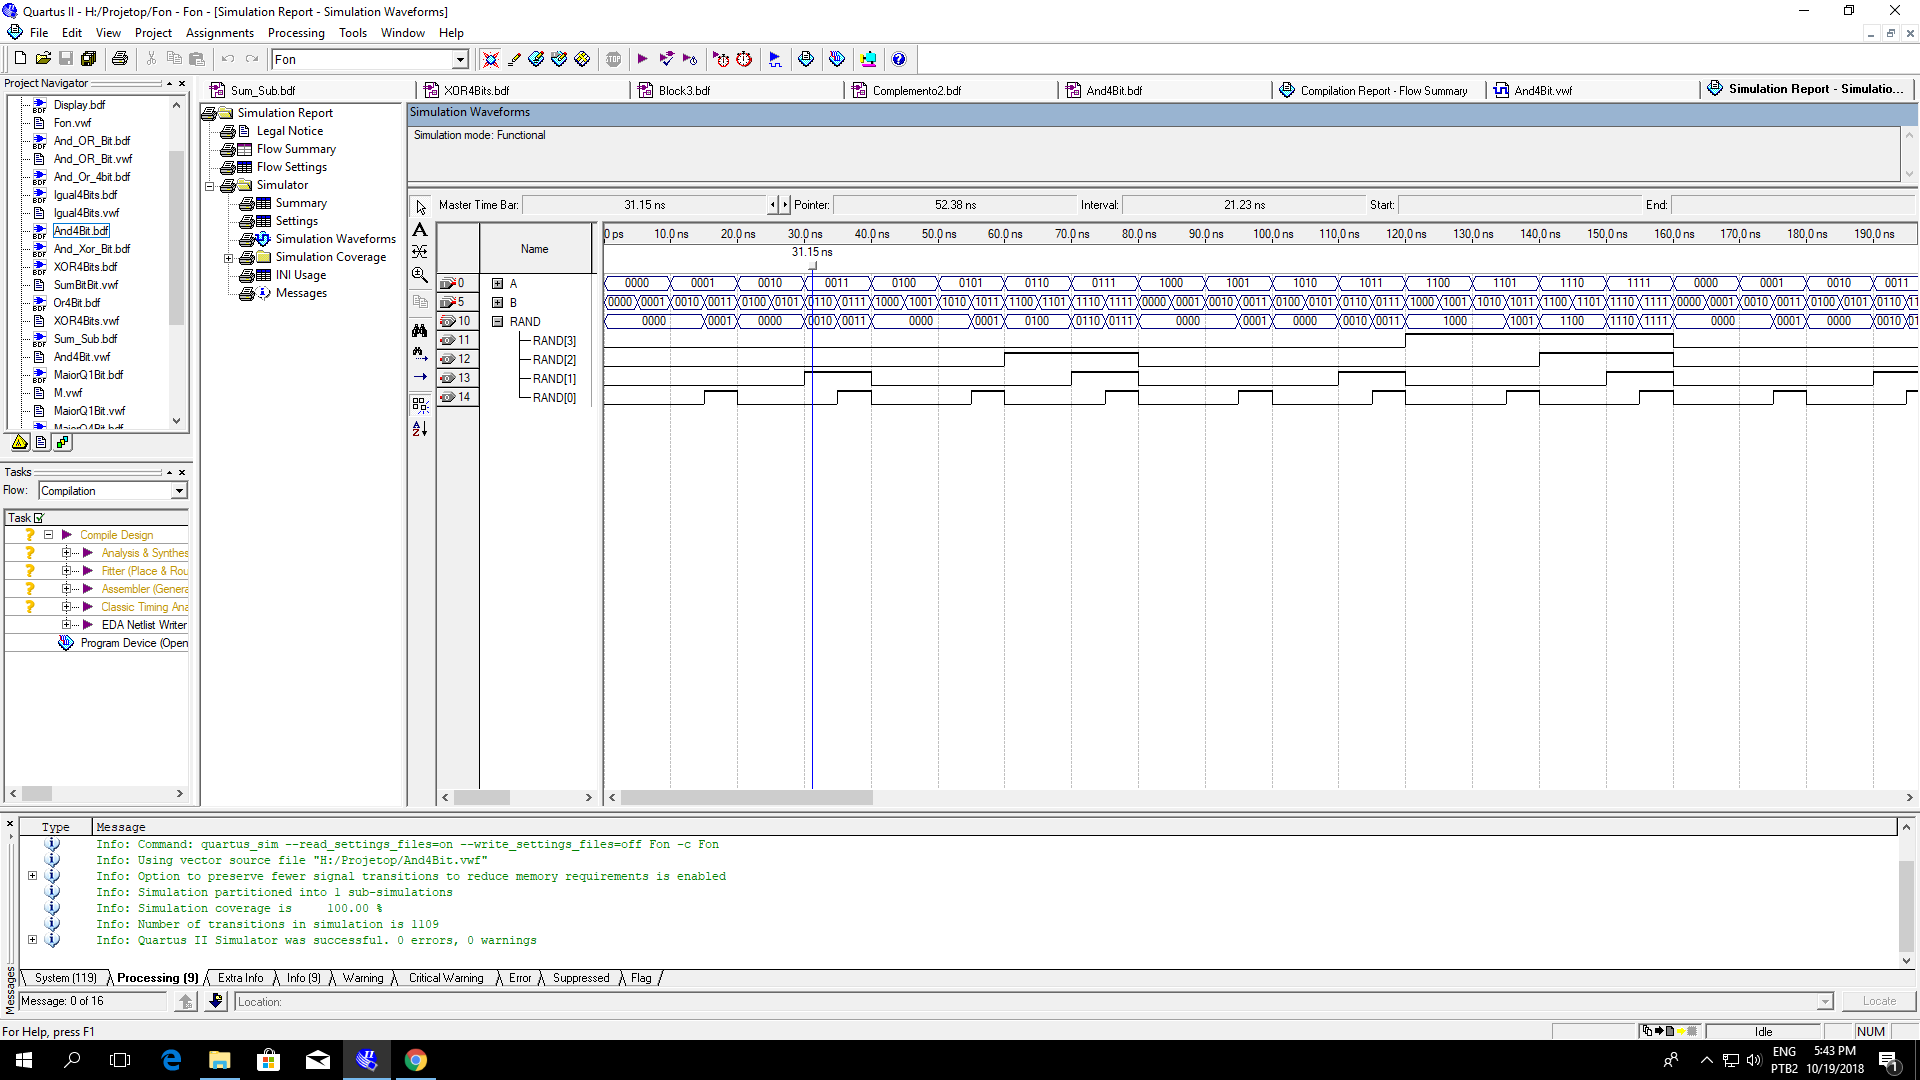 Quartus II - H:/Projetop/Fon - Fon - [Simulation Report - Simulation Waveforms]
File Edit View Project Assignments Processing Tools Window Help
Fon
Project Navigator
Display.bdf
Fon.vwf
And_OR_Bit.bdf
And_OR_Bit.vwf
And_Or_4bit.bdf
Igual4Bits.bdf
Igual4Bits.vwf
And4Bit.bdf
And_Xor_Bit.bdf
XOR4Bits.bdf
SumBitBit.vwf
Or4Bit.bdf
XOR4Bits.vwf
Sum_Sub.bdf
And4Bit.vwf
MaiorQ1Bit.bdf
M.vwf
MaiorQ1Bit.vwf
MaiorQ4Bit.bdf
Tasks
Flow: Compilation
Task
Compile Design
Analysis & Synthes
Fitter (Place & Rou
Assembler (Genera
Classic Timing Ana
EDA Netlist Writer
Program Device (Open
Sum_Sub.bdf XOR4Bits.bdf Block3.bdf Complemento2.bdf And4Bit.bdf Compilation Report - Flow Summary And4Bit.vwf Simulation Report - Simulatio...
Simulation Report
Legal Notice
Flow Summary
Flow Settings
Simulator
Summary
Settings
Simulation Waveforms
Simulation Coverage
INI Usage
Messages
Simulation Waveforms
Simulation mode: Functional
Master Time Bar: 31.15 ns Pointer: 52.38 ns Interval: 21.23 ns Start: End:
Name
0 ps 10.0 ns 20.0 ns 30.0 ns 40.0 ns 50.0 ns 60.0 ns 70.0 ns 80.0 ns 90.0 ns 100.0 ns 110.0 ns 120.0 ns 130.0 ns 140.0 ns 150.0 ns 160.0 ns 170.0 ns 180.0 ns 190.0 ns
31.15 ns
0 A 0000 0001 0010 0011 0100 0101 0110 0111 1000 1001 1010 1011 1100 1101 1110 1111 0000 0001 0010 0011
5 B 0000 0001 0010 0011 0100 0101 0110 0111 1000 1001 1010 1011 1100 1101 1110 1111 0000 0001 0010 0011 0100 0101 0110 0111 1000 1001 1010 1011 1100 1101 1110 1111 0000 0001 0010 0011 0100 0101 0110
10 RAND 0000 0001 0000 0010 0011 0000 0001 0100 0110 0111 0000 0001 0000 0010 0011 1000 1001 1100 1110 1111 0000 0001 0000 0010
11 RAND[3]
12 RAND[2]
13 RAND[1]
14 RAND[0]
Type Message
Info: Command: quartus_sim --read_settings_files=on --write_settings_files=off Fon -c Fon
Info: Using vector source file "H:/Projetop/And4Bit.vwf"
Info: Option to preserve fewer signal transitions to reduce memory requirements is enabled
Info: Simulation partitioned into 1 sub-simulations
Info: Simulation coverage is 100.00 %
Info: Number of transitions in simulation is 1109
Info: Quartus II Simulator was successful. 0 errors, 0 warnings
System (119) Processing (9) Extra Info Info (9) Warning Critical Warning Error Suppressed Flag
Messages
Message: 0 of 16 Location: Locate
For Help, press F1 Idle NUM
ENG 5:43 PM
PTB2 10/19/2018
1